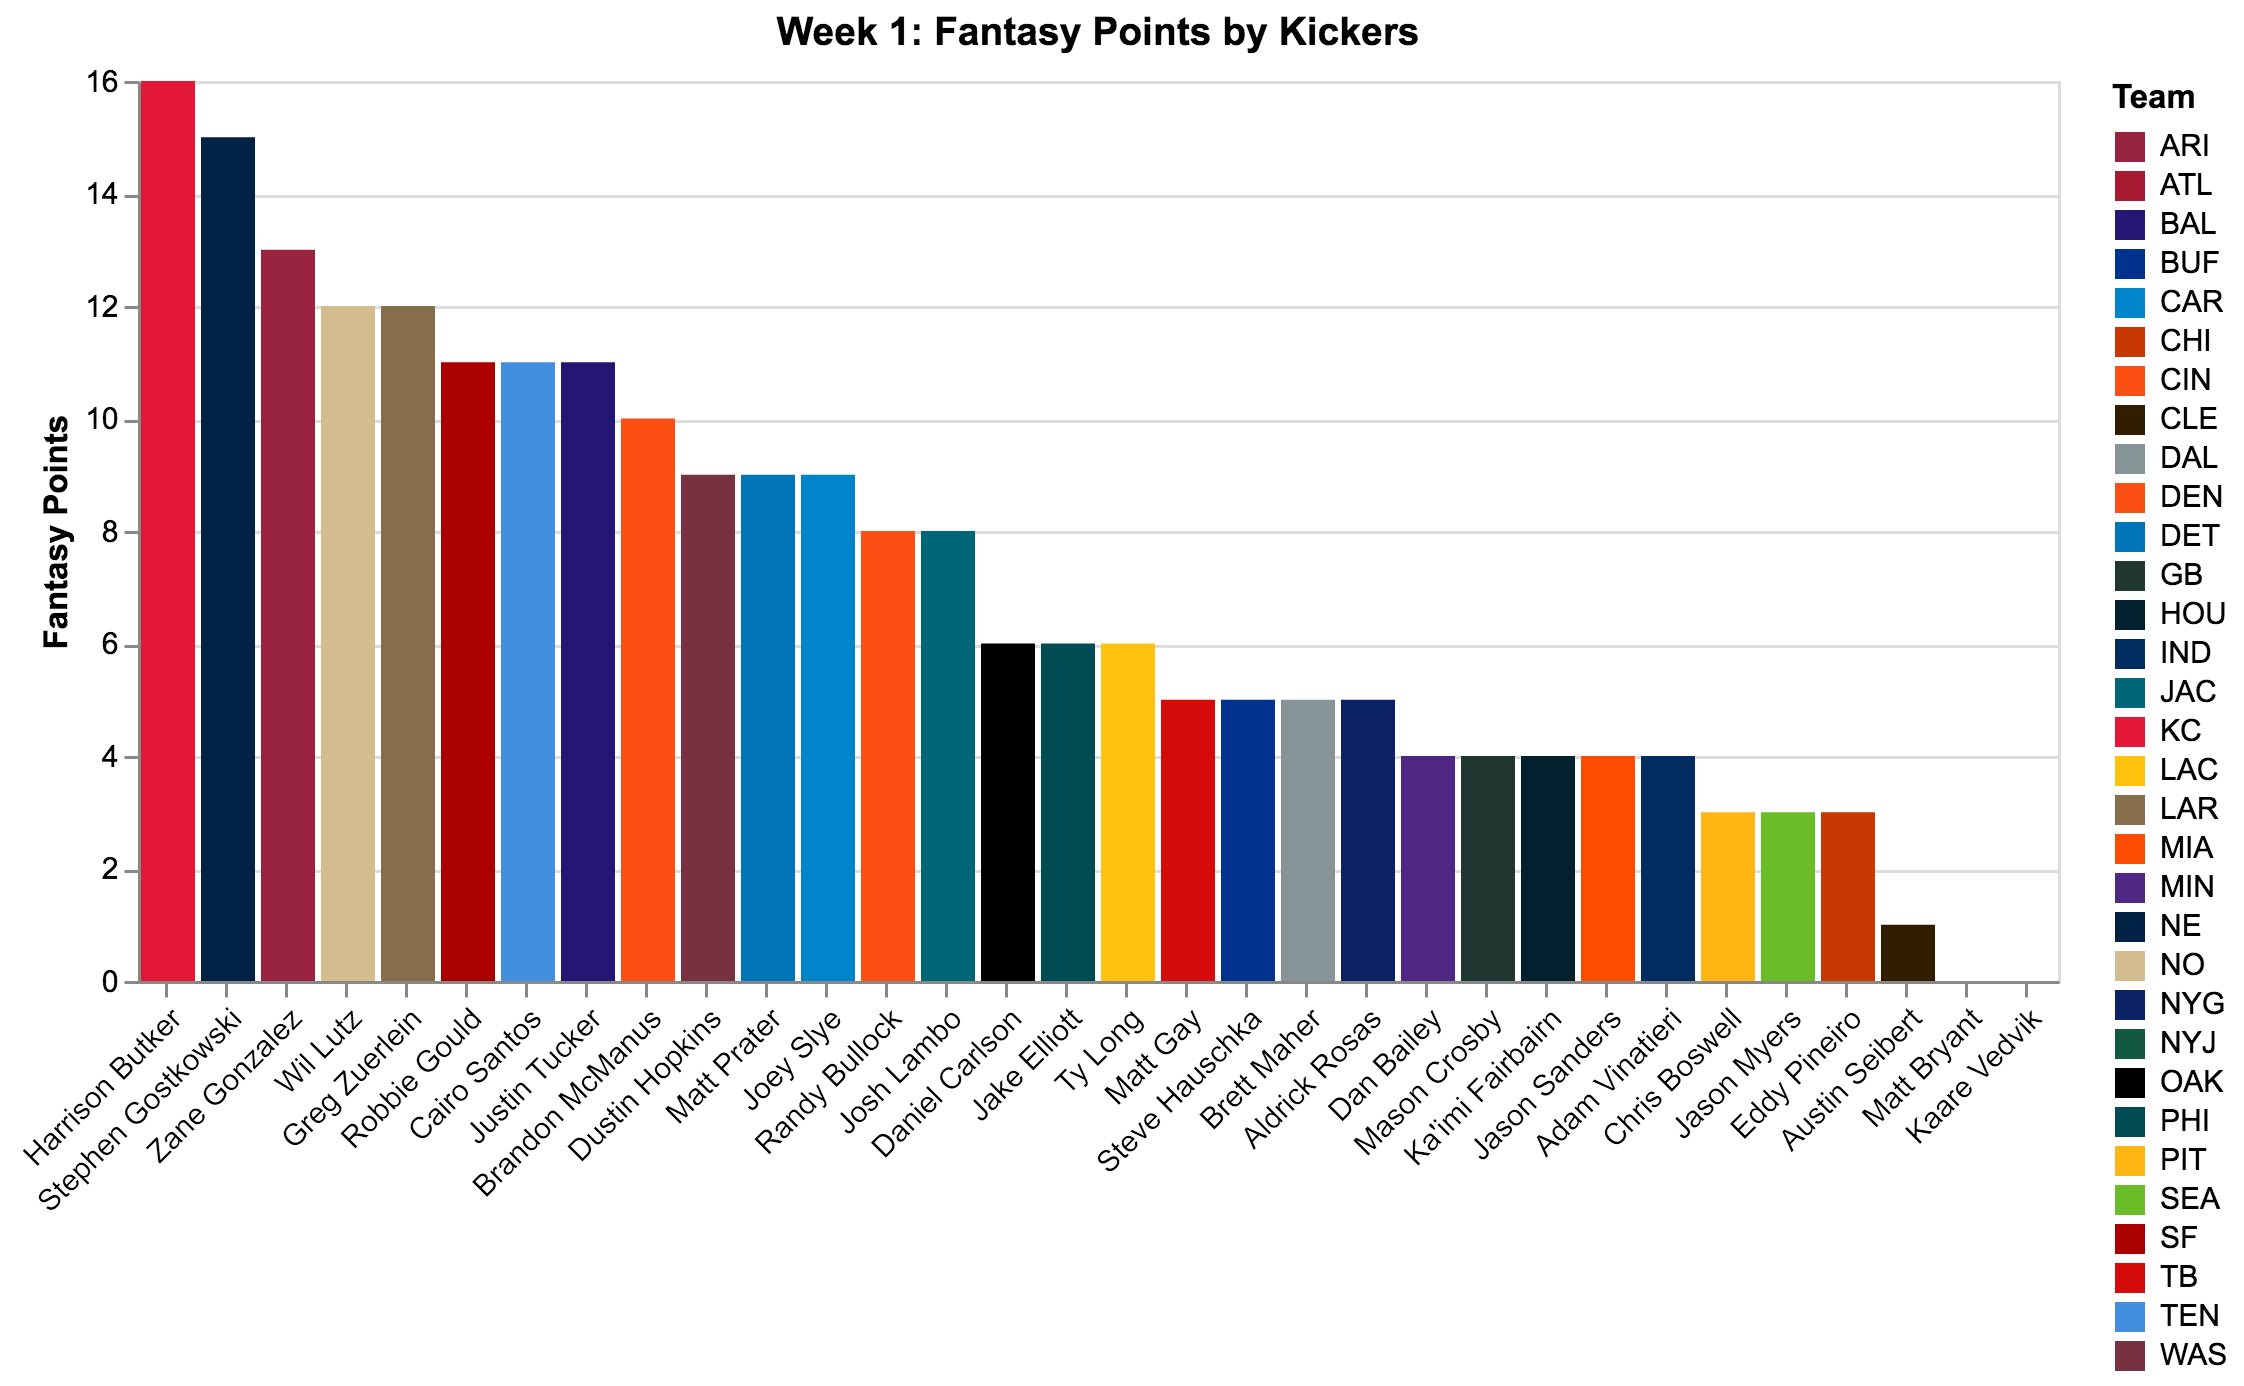 Week 1: Fantasy Points by Kickers
Fantasy Points
16
14
12
10
8
6
4
2
0
Harrison Butker
Stephen Gostkowski
Zane Gonzalez
Wil Lutz
Greg Zuerlein
Robbie Gould
Cairo Santos
Justin Tucker
Brandon McManus
Dustin Hopkins
Matt Prater
Joey Slye
Randy Bullock
Josh Lambo
Daniel Carlson
Jake Elliott
Ty Long
Matt Gay
Steve Hauschka
Brett Maher
Aldrick Rosas
Dan Bailey
Mason Crosby
Ka'imi Fairbairn
Jason Sanders
Adam Vinatieri
Chris Boswell
Jason Myers
Eddy Pineiro
Austin Seibert
Matt Bryant
Kaare Vedvik
Team
ARI
ATL
BAL
BUF
CAR
CHI
CIN
CLE
DAL
DEN
DET
GB
HOU
IND
JAC
KC
LAC
LAR
MIA
MIN
NE
NO
NYG
NYJ
OAK
PHI
PIT
SEA
SF
TB
TEN
WAS